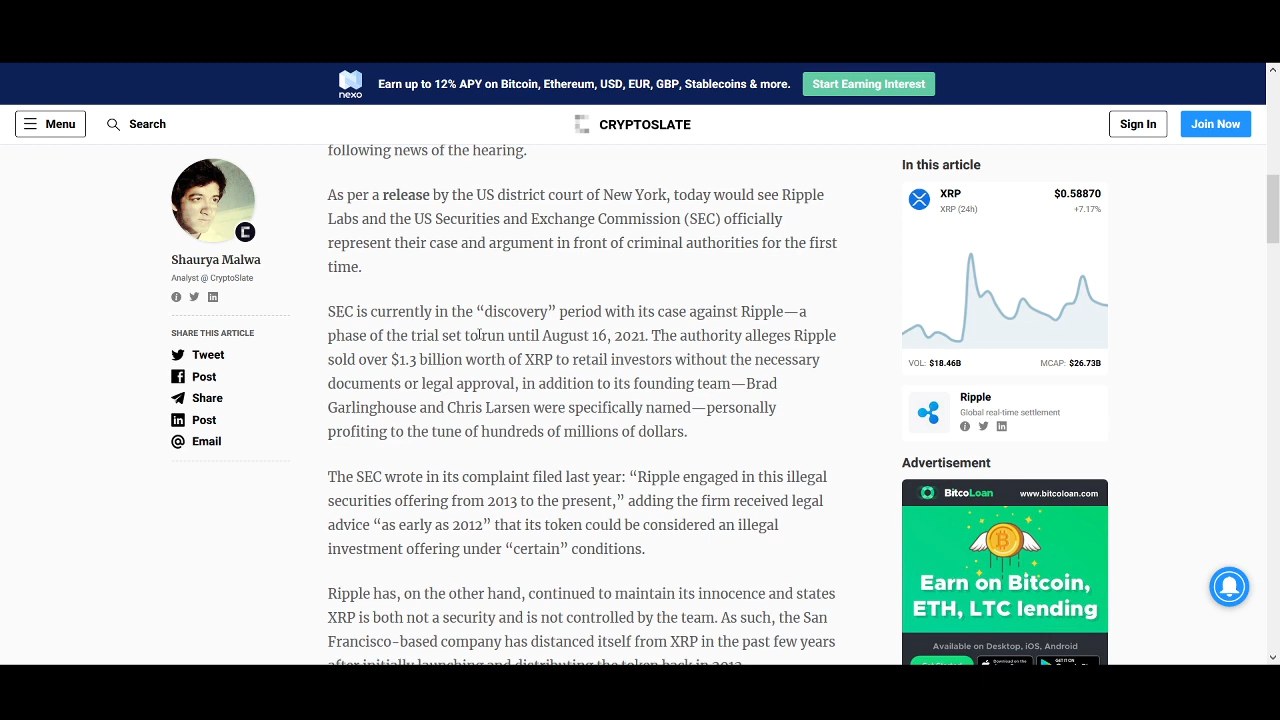 nexo
Earn up to 12% APY on Bitcoin, Ethereum, USD, EUR, GBP, Stablecoins & more.
Start Earning Interest
Menu
Search
CRYPTOSLATE
Sign In
Join Now
Shaurya Malwa
Analyst @ CryptoSlate
SHARE THIS ARTICLE
Tweet
Post
Share
Post
Email
following news of the hearing.
As per a release by the US district court of New York, today would see Ripple
Labs and the US Securities and Exchange Commission (SEC) officially
represent their case and argument in front of criminal authorities for the first
time.
SEC is currently in the “discovery” period with its case against Ripple—a
phase of the trial set to run until August 16, 2021. The authority alleges Ripple
sold over $1.3 billion worth of XRP to retail investors without the necessary
documents or legal approval, in addition to its founding team—Brad
Garlinghouse and Chris Larsen were specifically named—personally
profiting to the tune of hundreds of millions of dollars.
The SEC wrote in its complaint filed last year: “Ripple engaged in this illegal
securities offering from 2013 to the present,” adding the firm received legal
advice “as early as 2012” that its token could be considered an illegal
investment offering under “certain” conditions.
Ripple has, on the other hand, continued to maintain its innocence and states
XRP is both not a security and is not controlled by the team. As such, the San
Francisco-based company has distanced itself from XRP in the past few years
after initially launching and distributing the token back in 2012.
In this article
XRP
$0.58870
XRP (24h)
+7.17%
VOL: $18.46B
MCAP: $26.73B
Ripple
Global real-time settlement
Advertisement
BitcoLoan
www.bitcoloan.com
Earn on Bitcoin,
ETH, LTC lending
Available on Desktop, iOS, Android
Get Started